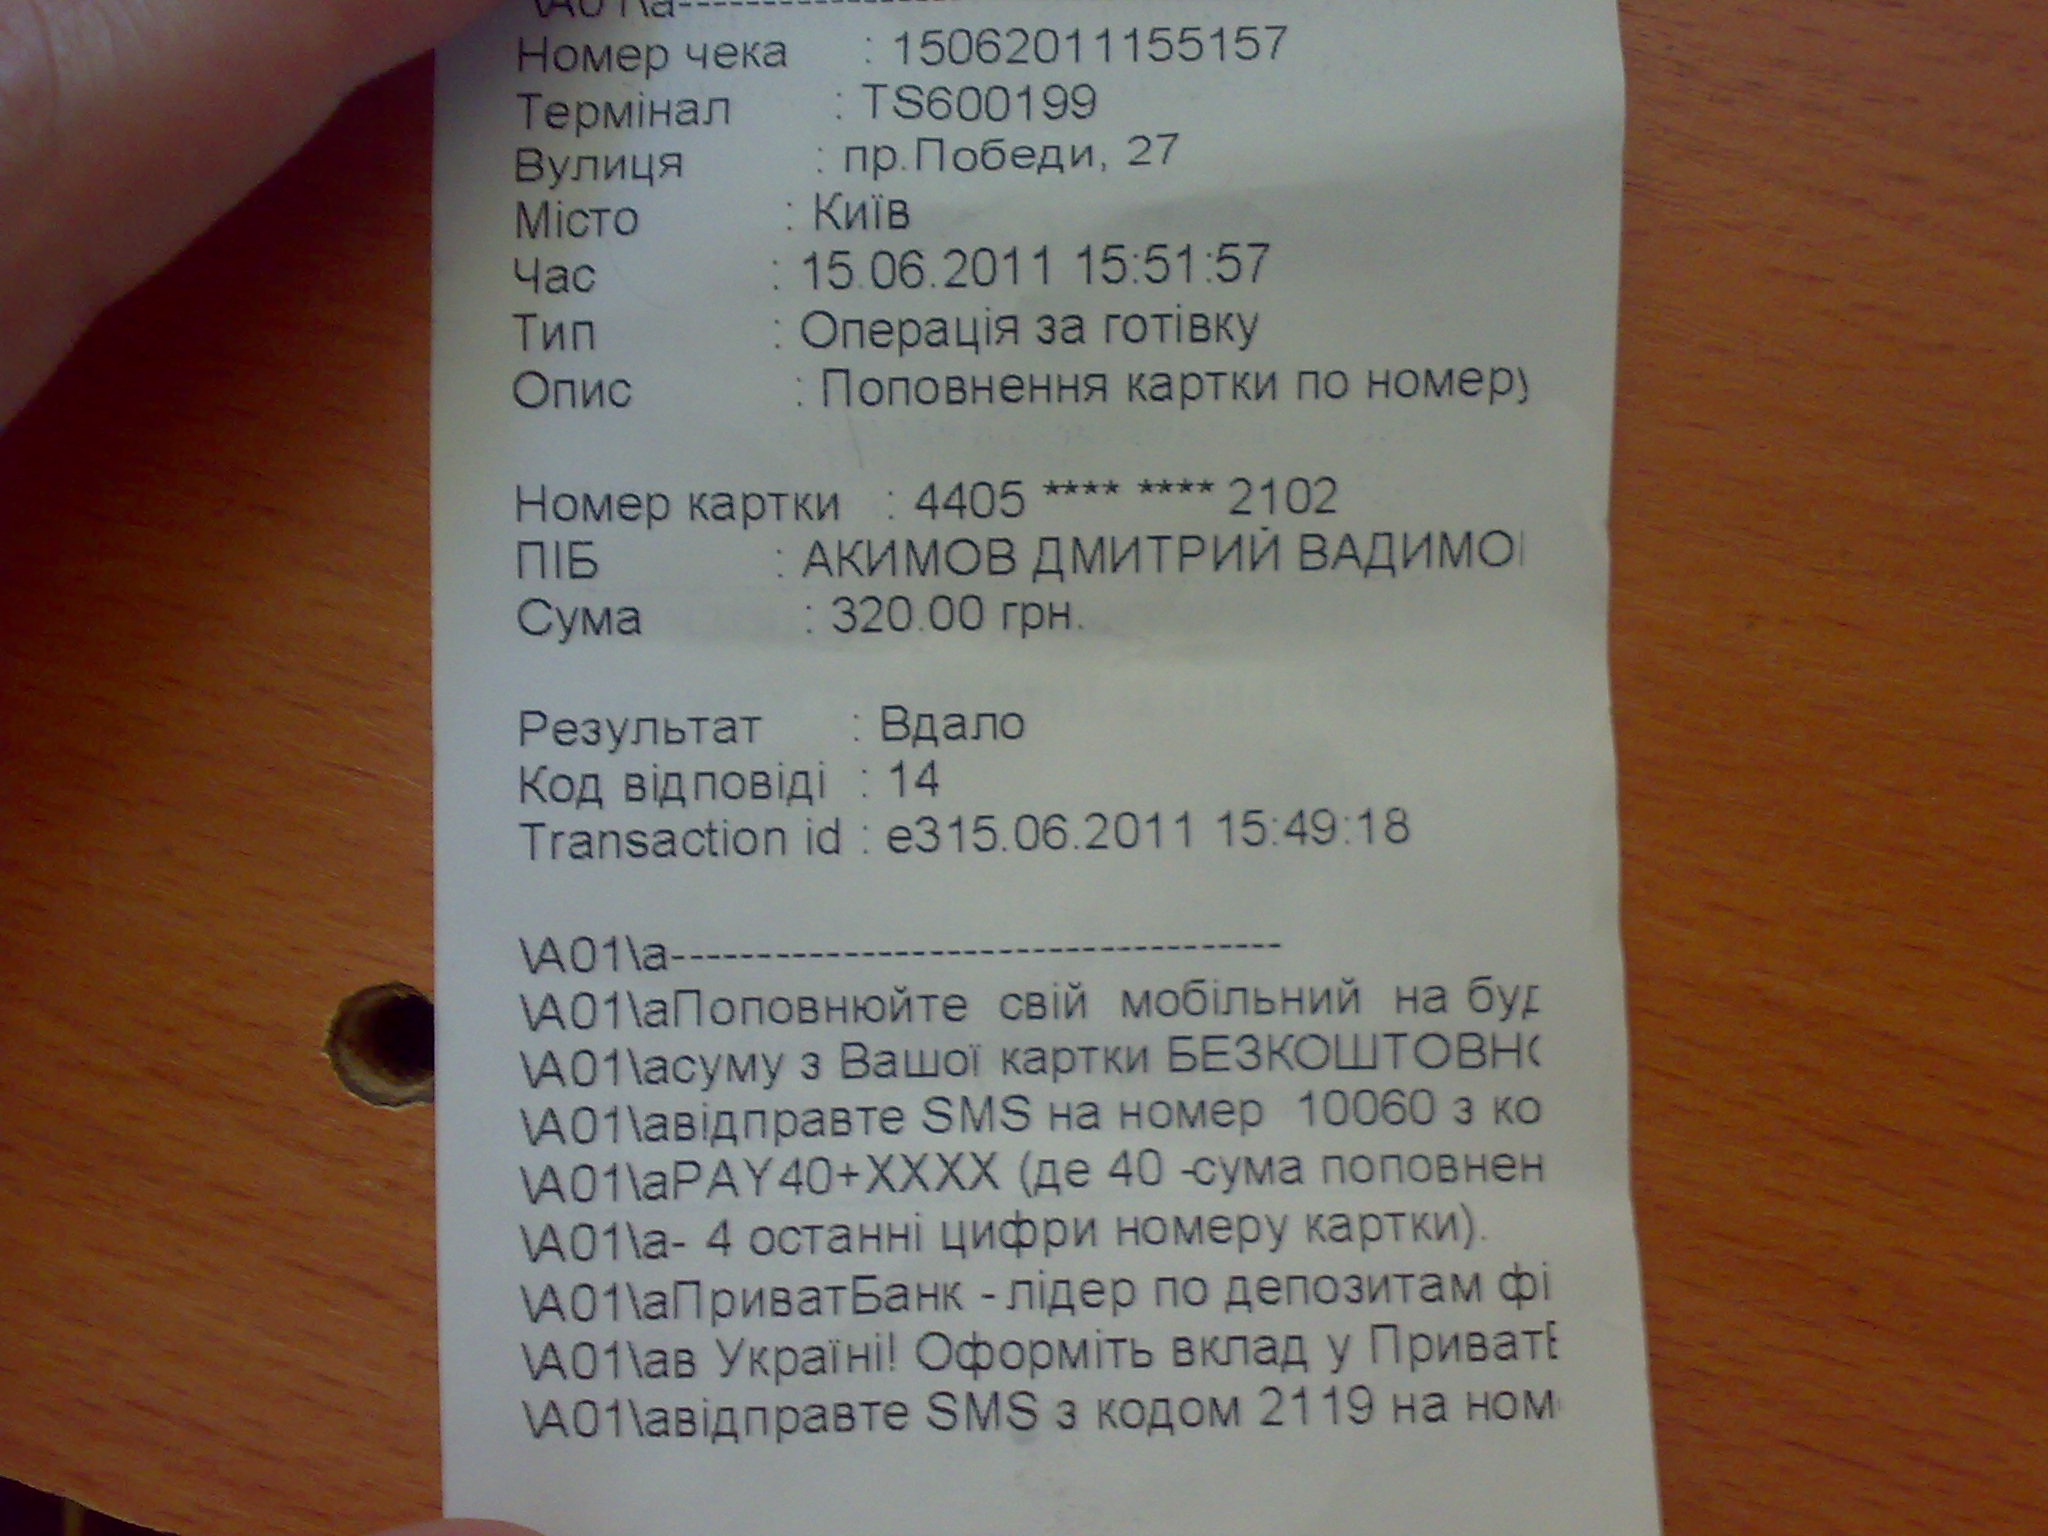 \A01\a------------------------------------
Номер чека : 15062011155157
Термінал : TS600199
Вулиця : пр.Победи, 27
Місто : Київ
Час : 15.06.2011 15:51:57
Тип : Операція за готівку
Опис : Поповнення картки по номеру
Номер картки : 4405 **** **** 2102
ПІБ : АКИМОВ ДМИТРИЙ ВАДИМО
Сума : 320.00 грн.
Результат : Вдало
Код відповіді : 14
Transaction id : e315.06.2011 15:49:18
\A01\a------------------------------------
\A01\aПоповнюйте свій мобільний на буд
\A01\aсуму з Вашої картки БЕЗКОШТОВНО
\A01\aвідправте SMS на номер 10060 з ко
\A01\aPAY40+XXXX (де 40 -сума поповнен
\A01\a- 4 останні цифри номеру картки).
\A01\aПриватБанк - лідер по депозитам фі
\A01\aв Україні! Оформіть вклад у ПриватБ
\A01\aвідправте SMS з кодом 2119 на ном